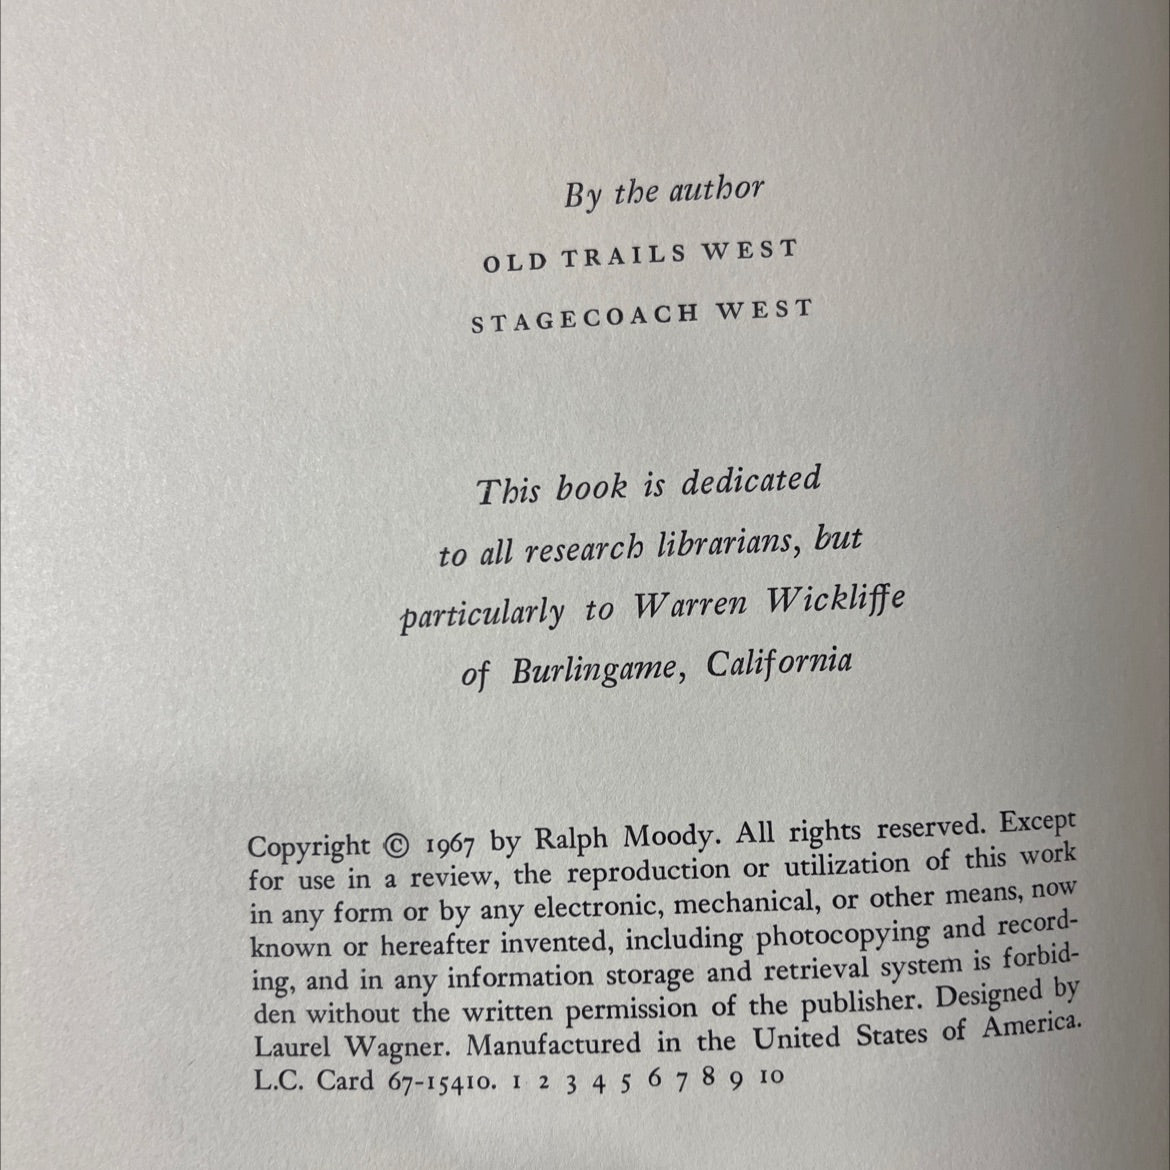 By the author
OLD TRAILS WEST
STAGECOACH WEST
This book is dedicated
to all research librarians, but
particularly to Warren Wickliffe
of Burlingame, California
Copyright © 1967 by Ralph Moody. All rights reserved. Except
for use in a review, the reproduction or utilization of this work
in any form or by any electronic, mechanical, or other means, now
known or hereafter invented, including photocopying and record-
ing, and in any information storage and retrieval system is forbid-
den without the written permission of the publisher. Designed by
Laurel Wagner. Manufactured in the United States of America.
L.C. Card 67-15410. 1 2 3 4 5 6 7 8 9 10